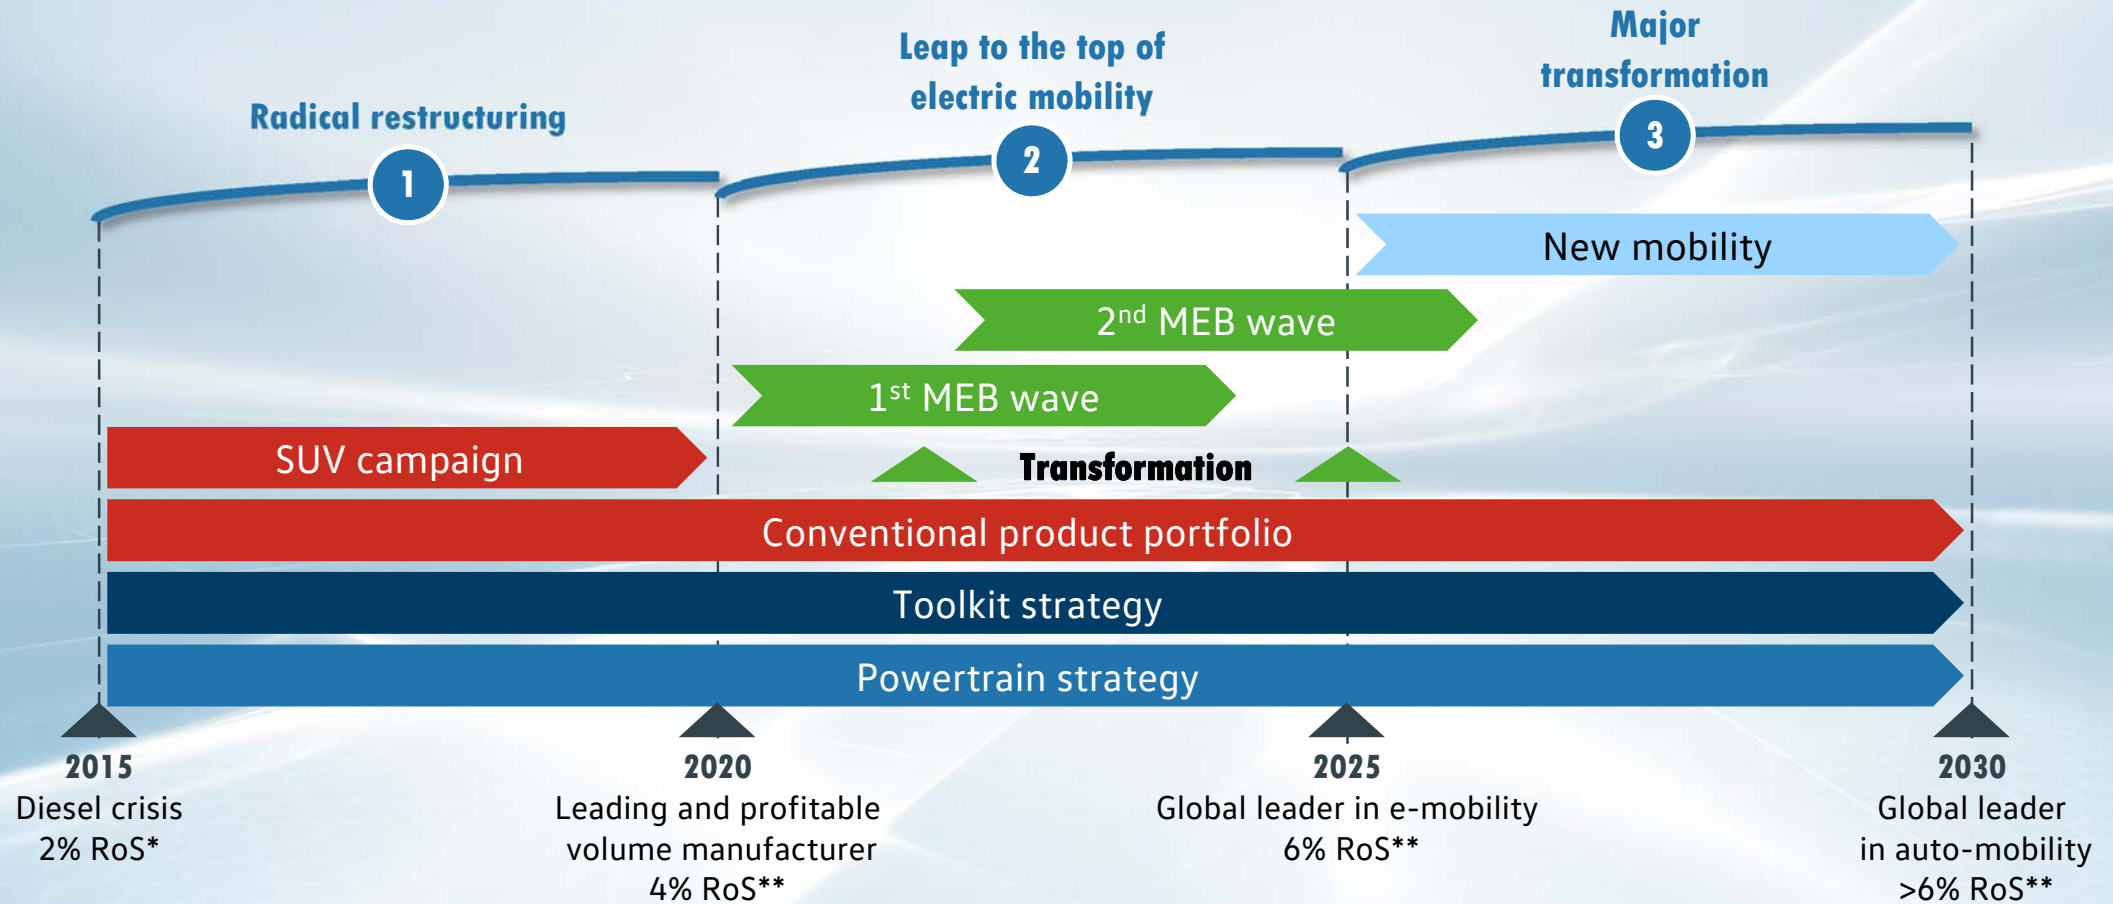 Radical restructuring
1
Leap to the top of
electric mobility
2
Major
transformation
3
New mobility
2nd MEB wave
1st MEB wave
SUV campaign
Transformation
Conventional product portfolio
Toolkit strategy
Powertrain strategy
2015
Diesel crisis
2% RoS*
2020
Leading and profitable
volume manufacturer
4% RoS**
2025
Global leader in e-mobility
6% RoS**
2030
Global leader
in auto-mobility
>6% RoS**